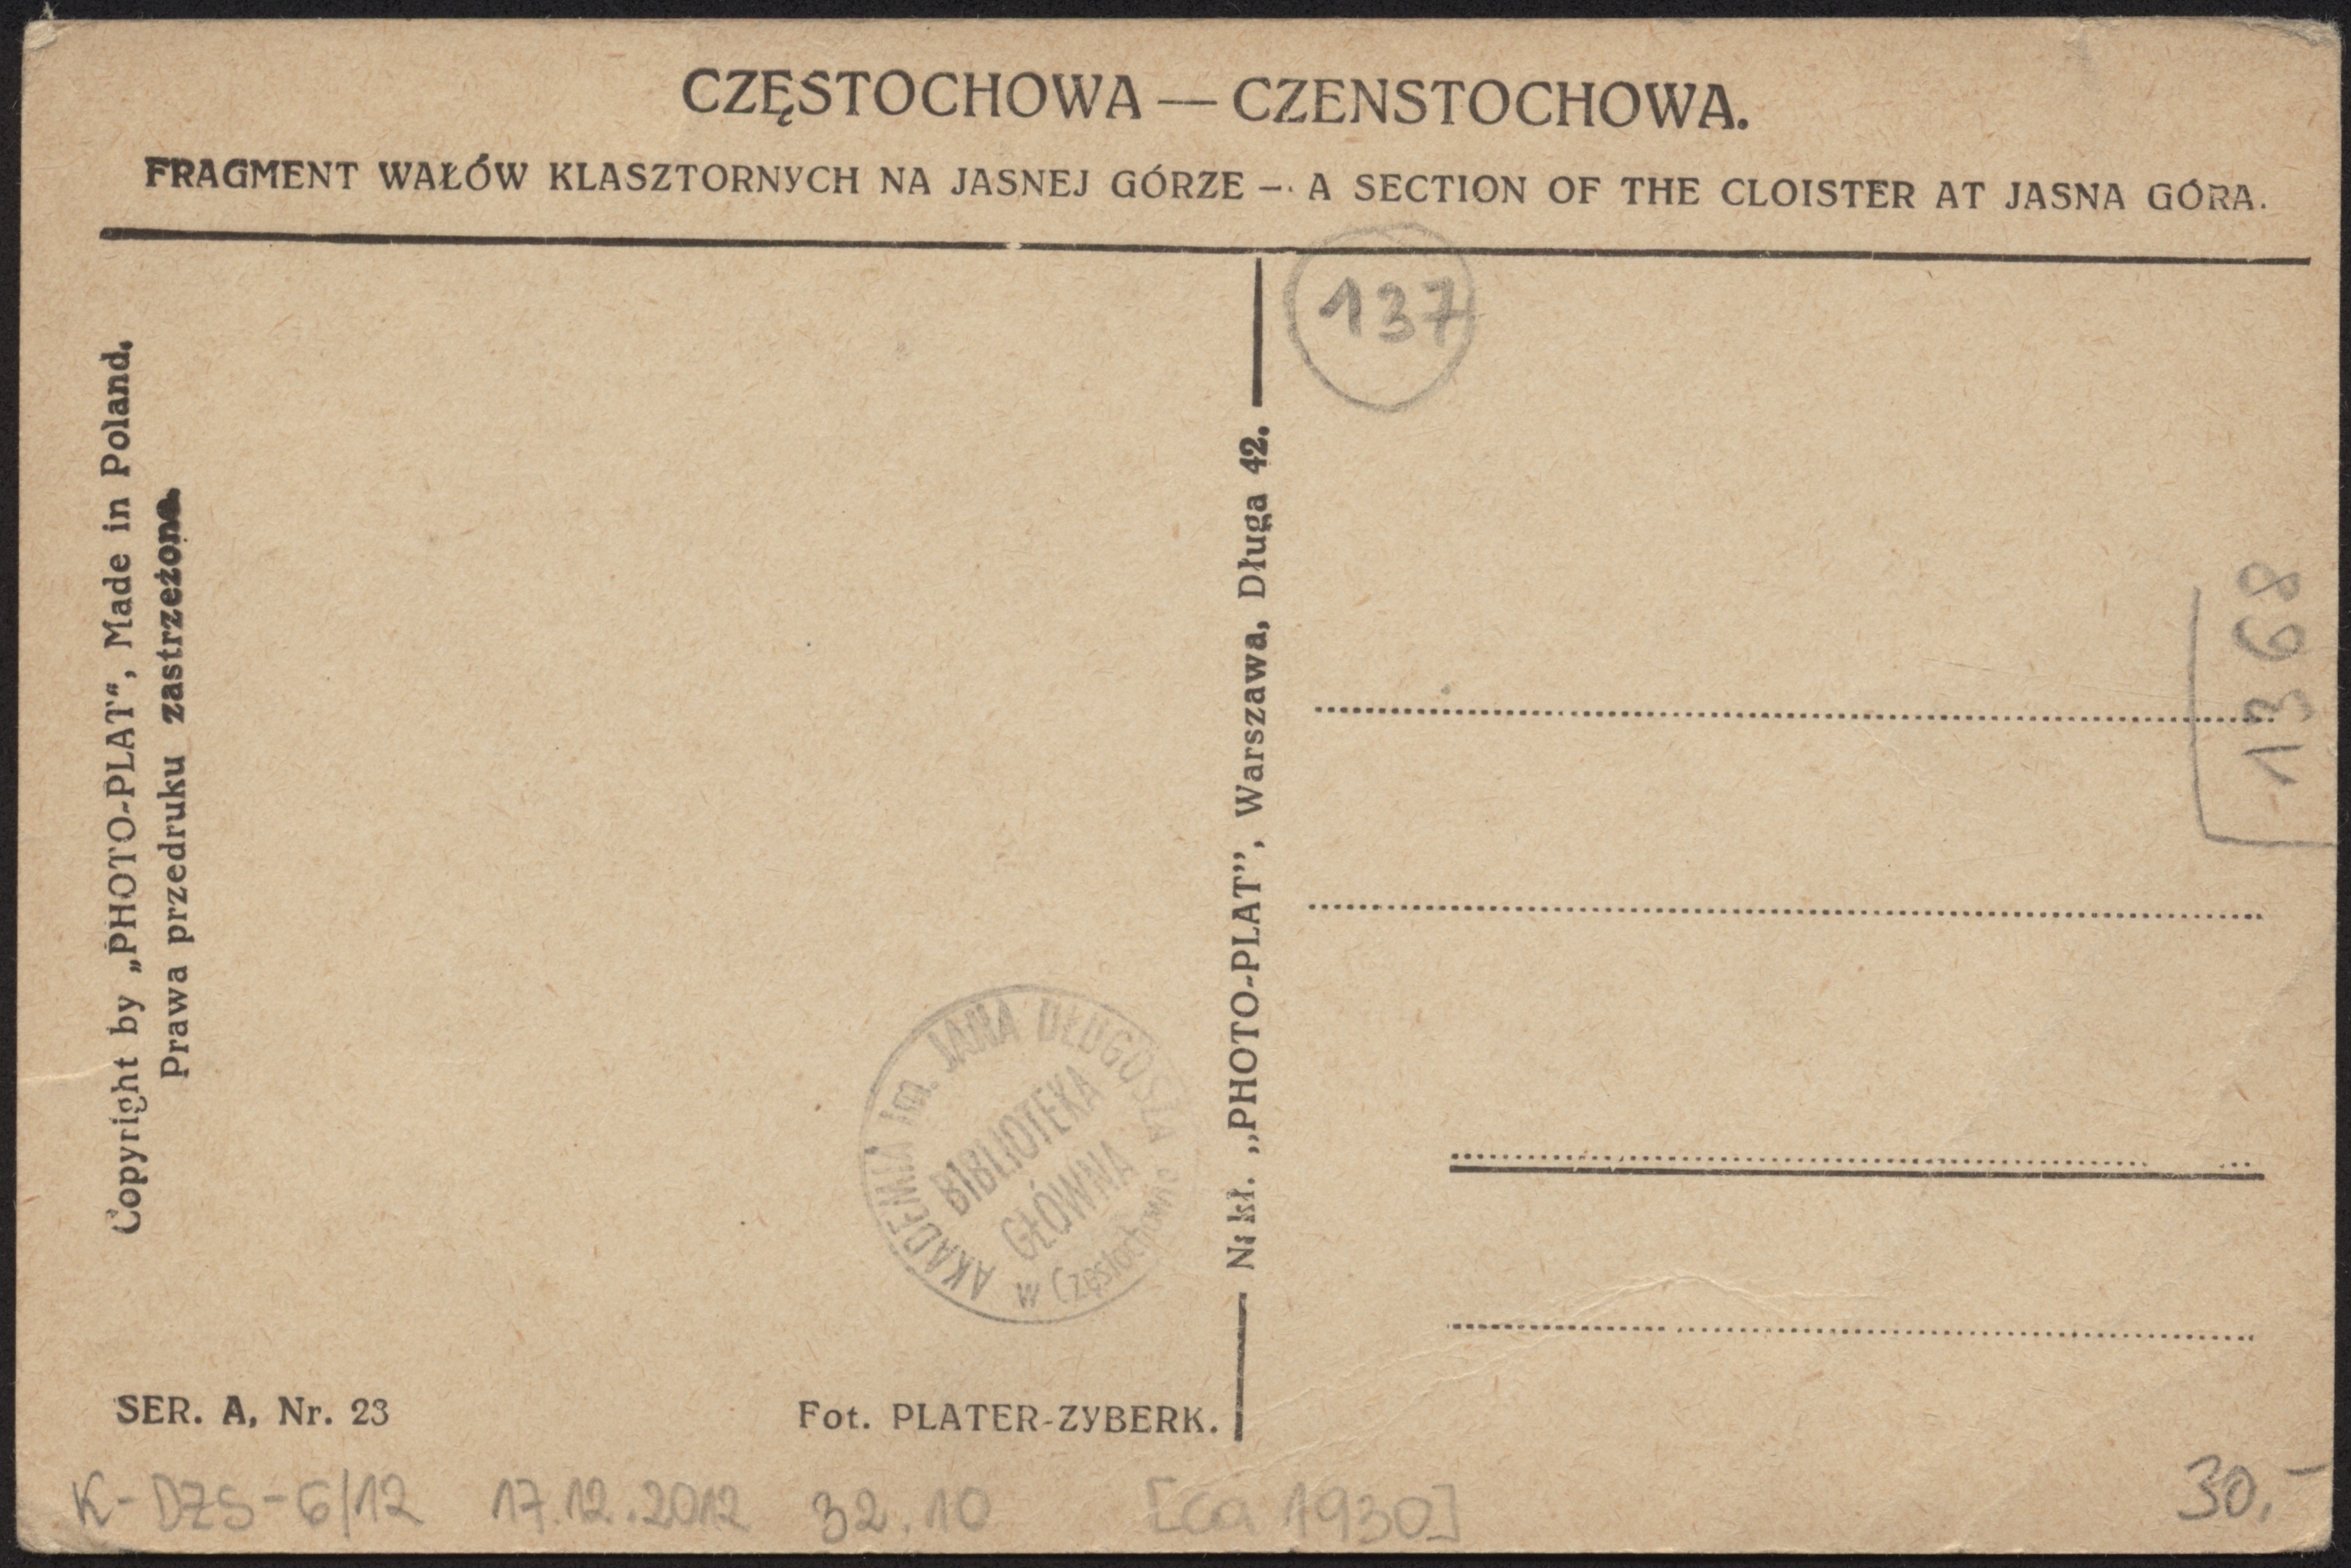 CZĘSTOCHOWA — CZENSTOCHOWA.
FRAGMENT WAŁÓW KLASZTORNYCH NA JASNEJ GÓRZE — A SECTION OF THE CLOISTER AT JASNA GÓRA.
Copyright by „PHOTO-PLAT", Made in Poland.
Prawa przedruku zastrzeżone.
Nakł. „PHOTO-PLAT”, Warszawa, Długa 42.
137
1368
AKADEMIA im. JANA DŁUGOSZA
BIBLIOTEKA
GŁÓWNA
w Częstochowie
SER. A, Nr. 23
Fot. PLATER-ZYBERK.
K-DZS-6/12 17.12.2012 32.10 [ca 1930]
30,-